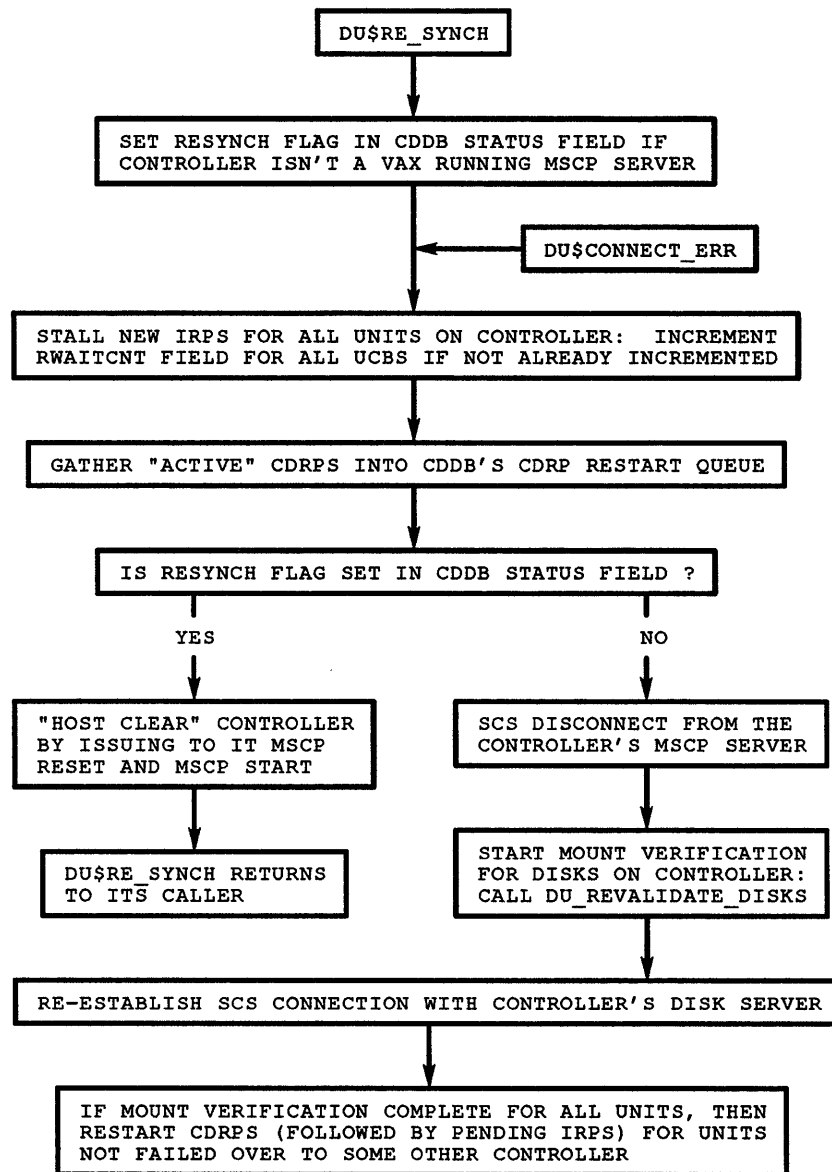 DU$RE_SYNCH
SET RESYNCH FLAG IN CDDB STATUS FIELD IF
CONTROLLER ISN'T A VAX RUNNING MSCP SERVER
DU$CONNECT_ERR
STALL NEW IRPS FOR ALL UNITS ON CONTROLLER: INCREMENT
RWAITCNT FIELD FOR ALL UCBS IF NOT ALREADY INCREMENTED
GATHER "ACTIVE" CDRPS INTO CDDB'S CDRP RESTART QUEUE
IS RESYNCH FLAG SET IN CDDB STATUS FIELD ?
YES
NO
"HOST CLEAR" CONTROLLER
BY ISSUING TO IT MSCP
RESET AND MSCP START
SCS DISCONNECT FROM THE
CONTROLLER'S MSCP SERVER
DU$RE_SYNCH RETURNS
TO ITS CALLER
START MOUNT VERIFICATION
FOR DISKS ON CONTROLLER:
CALL DU_REVALIDATE_DISKS
RE-ESTABLISH SCS CONNECTION WITH CONTROLLER'S DISK SERVER
IF MOUNT VERIFICATION COMPLETE FOR ALL UNITS, THEN
RESTART CDRPS (FOLLOWED BY PENDING IRPS) FOR UNITS
NOT FAILED OVER TO SOME OTHER CONTROLLER